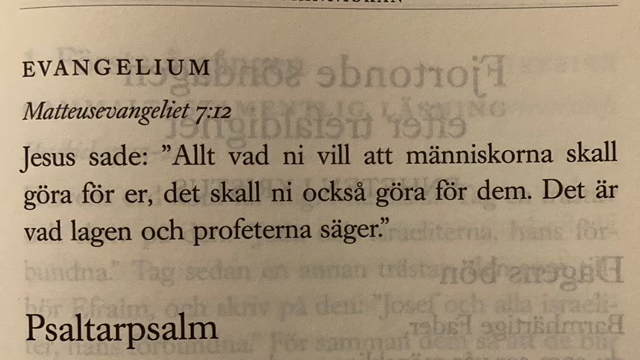 EVANGELIUM
Matteusevangeliet 7:12
Jesus sade: ”Allt vad ni vill att människorna skall
göra för er, det skall ni också göra för dem. Det är
vad lagen och profeterna säger.”
Psaltarpsalm